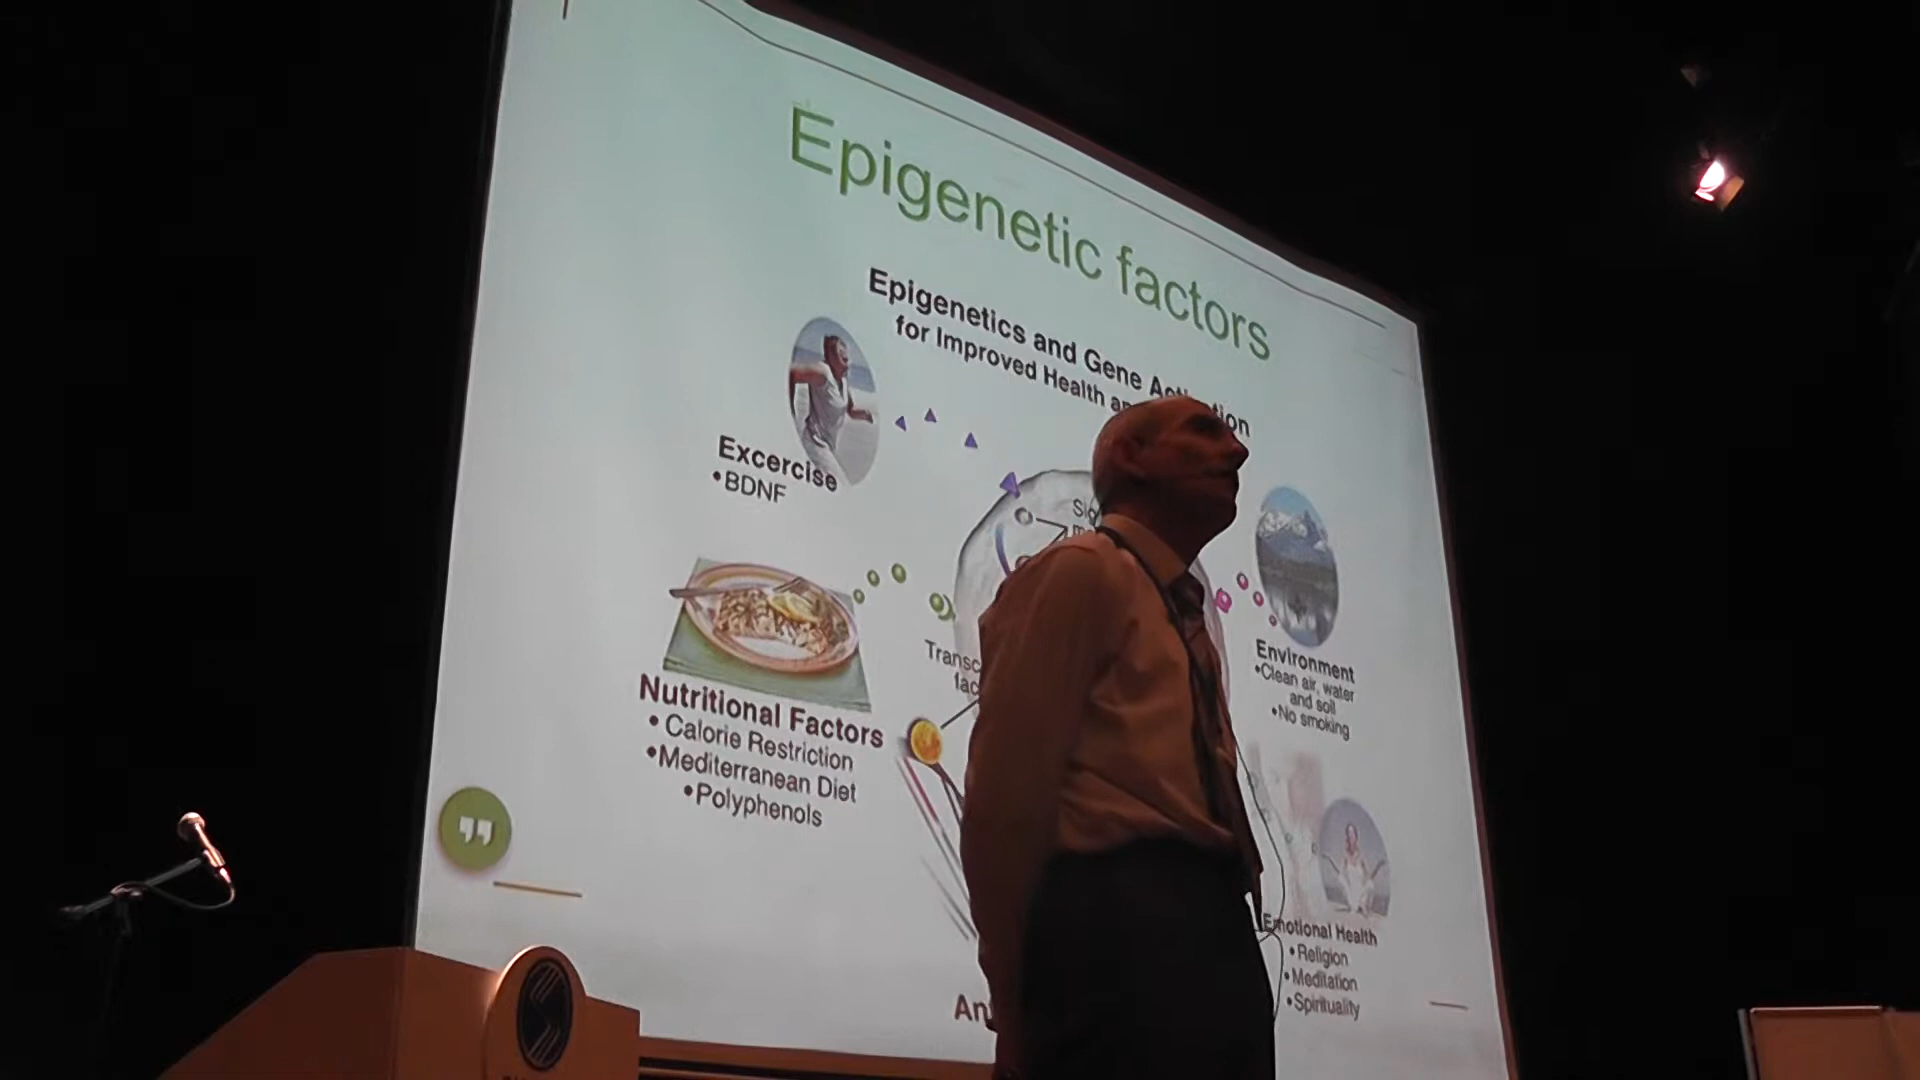 Epigenetic factors
Epigenetics and Gene
for Improved Health
Excercise
•BDNF
Nutritional Factors
• Calorie Restriction
•Mediterranean Diet
•Polyphenols
Environment
•Clean air, water
and soil
•No smoking
Emotional Health
• Religion
• Meditation
• Spirituality